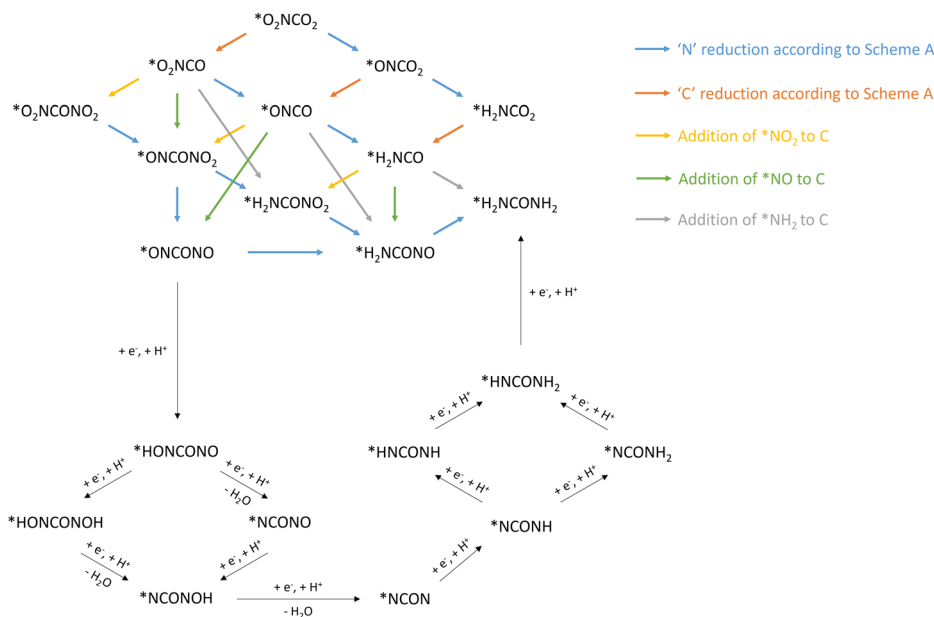 *O₂NCO₂
*O₂NCO
*ONCO₂
*O₂NCONO₂
*ONCO
*H₂NCO₂
*ONCONO₂
*H₂NCO
*H₂NCONO₂
*H₂NCONH₂
*ONCONO
*H₂NCONO
'N' reduction according to Scheme A
'C' reduction according to Scheme A
Addition of *NO₂ to C
Addition of *NO to C
Addition of *NH₂ to C
+ e⁻, + H⁺
+ e⁻, + H⁺
*HONCONO
+ e⁻, + H⁺
+ e⁻, + H⁺
- H₂O
*HONCONOH
*NCONO
+ e⁻, + H⁺
- H₂O
+ e⁻, + H⁺
*NCONOH
+ e⁻, + H⁺
- H₂O
*NCON
+ e⁻, + H⁺
*NCONH
+ e⁻, + H⁺
+ e⁻, + H⁺
*HNCONH
*NCONH₂
+ e⁻, + H⁺
+ e⁻, + H⁺
*HNCONH₂